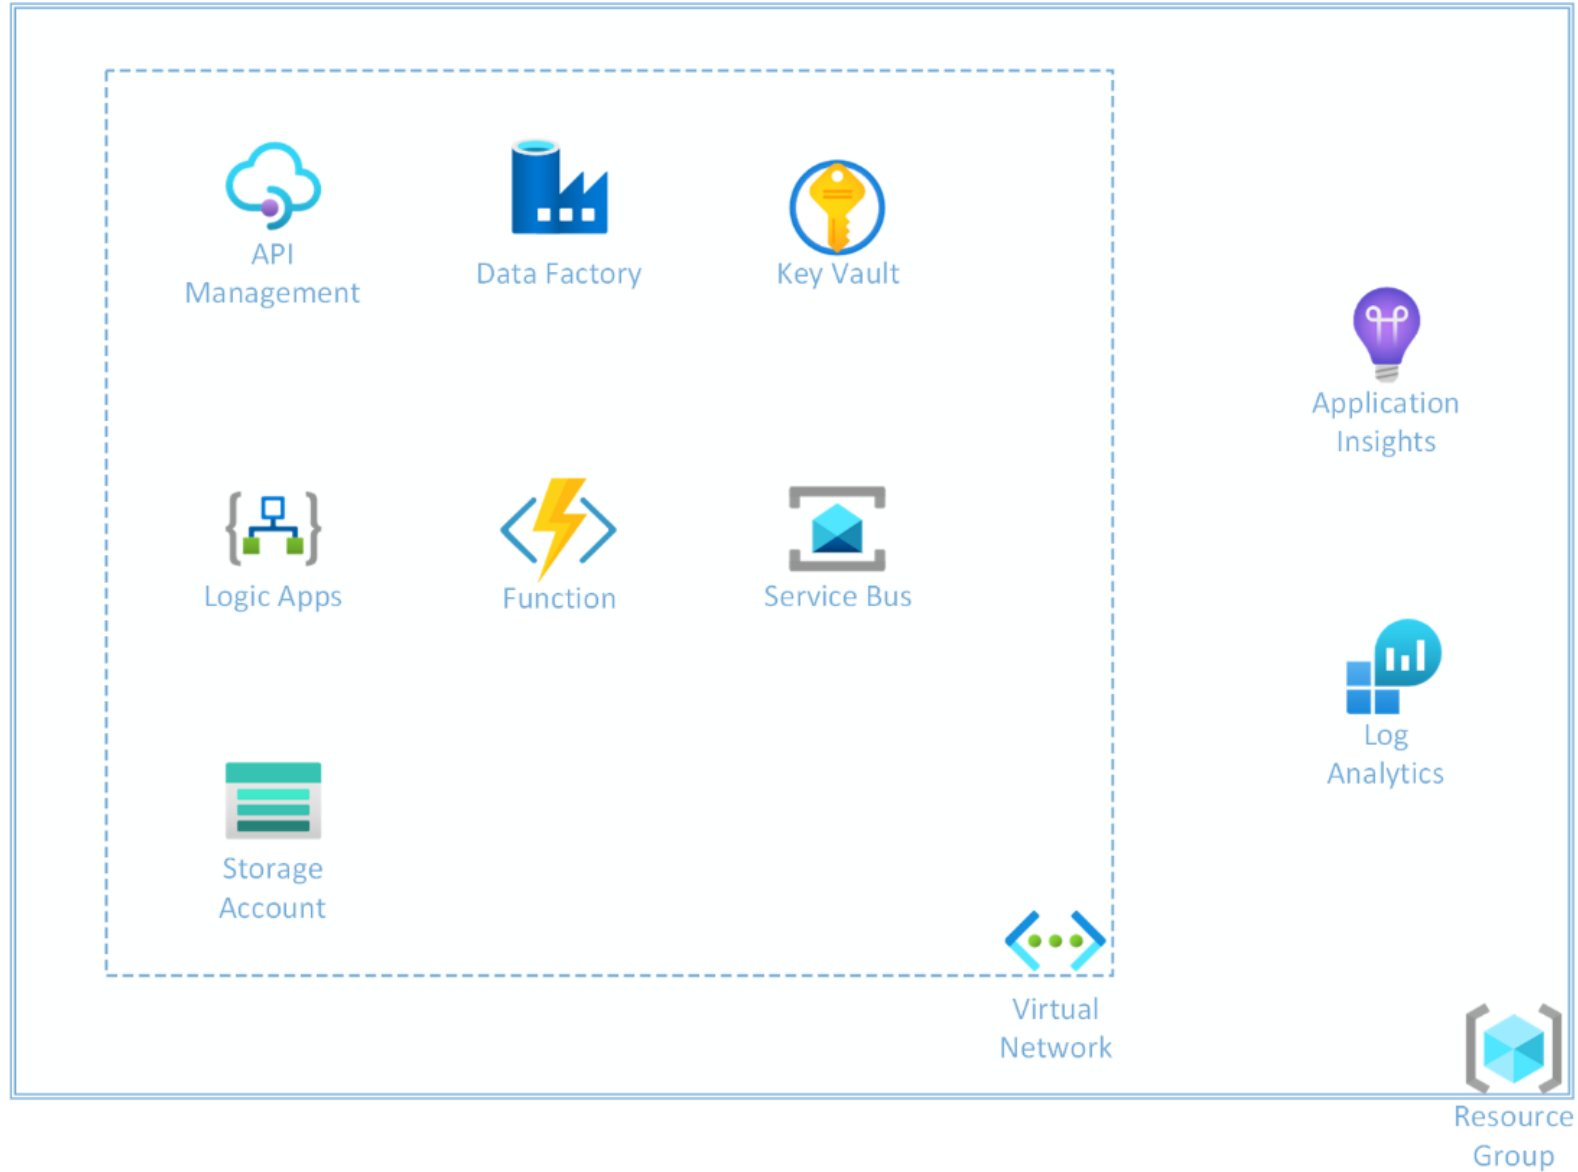 API
Management
Data Factory
Key Vault
Application
Insights
Logic Apps
Function
Service Bus
Log
Analytics
Storage
Account
Virtual
Network
Resource
Group